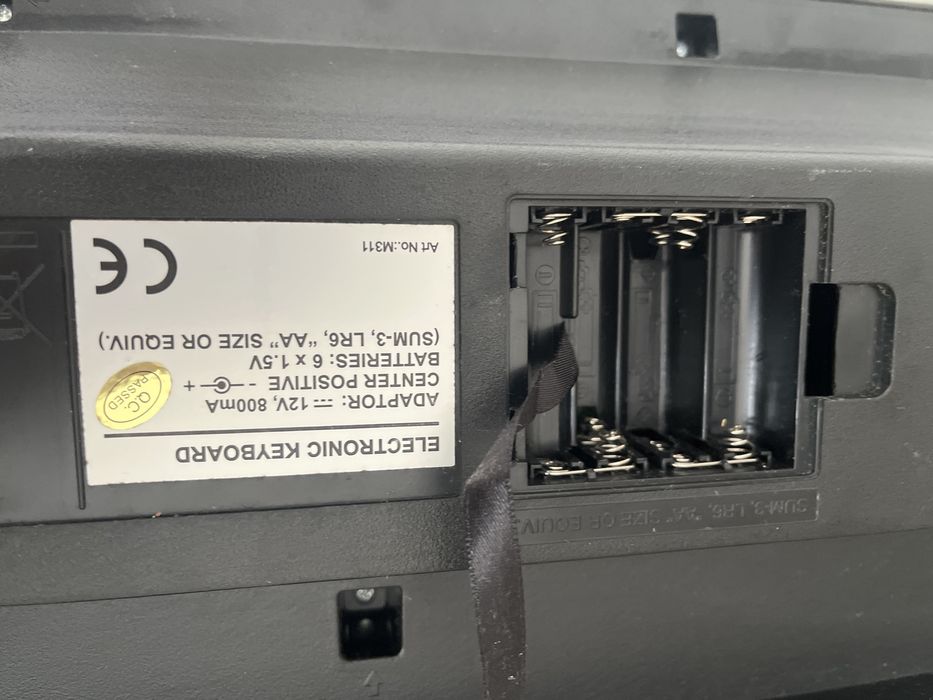 ELECTRONIC KEYBOARD
ADAPTOR: ⎓ 12V, 800mA
CENTER POSITIVE - +
BATTERIES: 6 x 1.5V
(SUM-3, LR6, “AA” SIZE OR EQUIV.)
Art No.:M311
CE
Q.C.
PASSED
SUM-3, LR6, "AA" SIZE OR EQUIV.